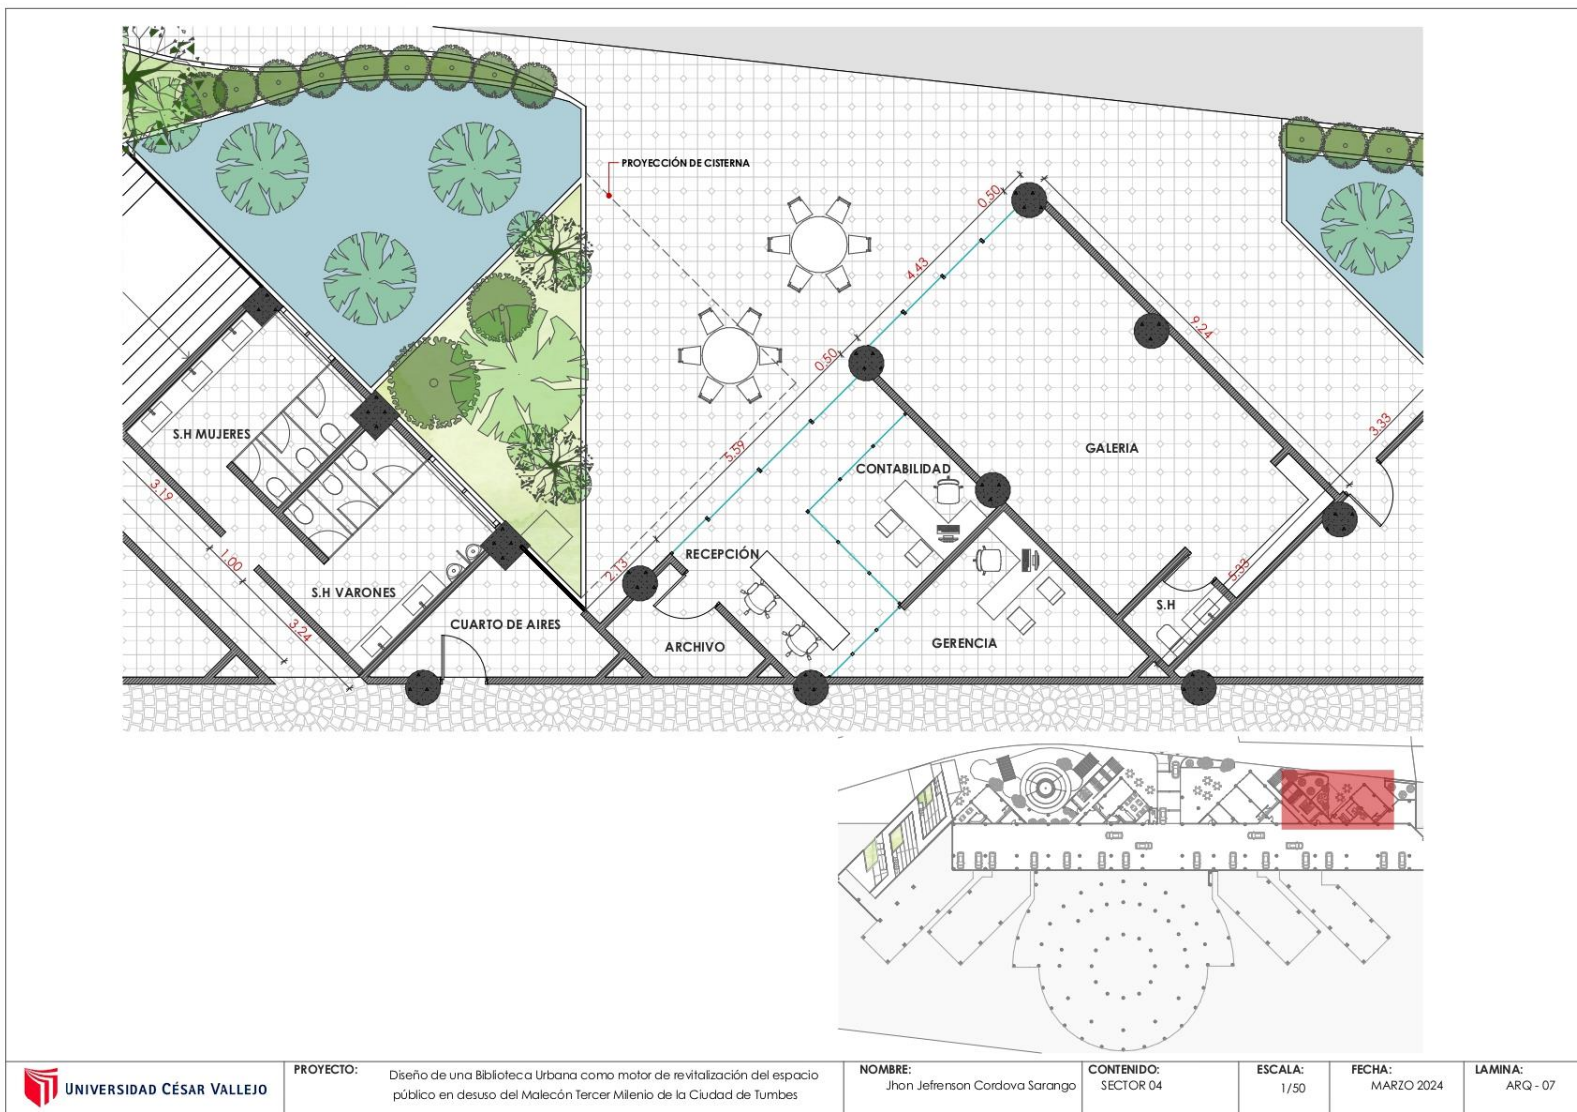 PROYECCIÓN DE CISTERNA
0.50
4.43
9.24
0.50
3.33
5.59
S.H MUJERES
GALERIA
CONTABILIDAD
3.19
1.00
RECEPCIÓN
2.13
5.33
S.H VARONES
S.H
3.24
CUARTO DE AIRES
ARCHIVO
GERENCIA
UNIVERSIDAD CÉSAR VALLEJO
PROYECTO:
Diseño de una Biblioteca Urbana como motor de revitalización del espacio
público en desuso del Malecón Tercer Milenio de la Ciudad de Tumbes
NOMBRE:
Jhon Jefrenson Cordova Sarango
CONTENIDO:
SECTOR 04
ESCALA:
1/50
FECHA:
MARZO 2024
LAMINA:
ARQ - 07